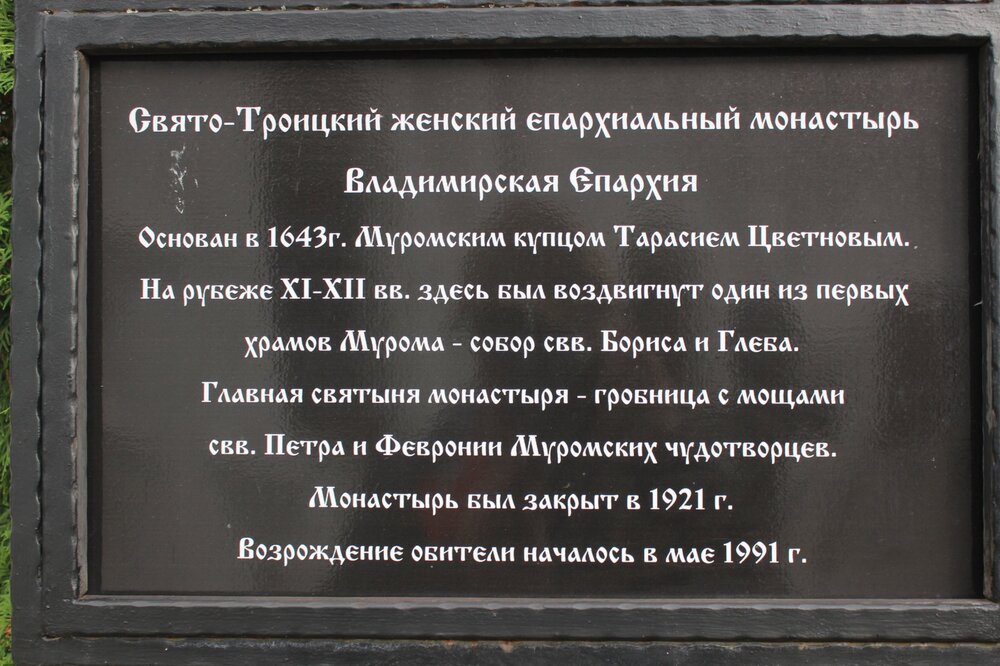 Свято-Троицкий женский епархиальный монастырь
Владимирская Епархия
Основан в 1643г. Муромским купцом Тарасием Цветновым.
На рубеже XI-XII вв. здесь был воздвигнут один из первых
храмов Мурома - собор свв. Бориса и Глеба.
Главная святыня монастыря - гробница с мощами
свв. Петра и Февронии Муромских чудотворцев.
Монастырь был закрыт в 1921 г.
Возрождение обители началось в мае 1991 г.